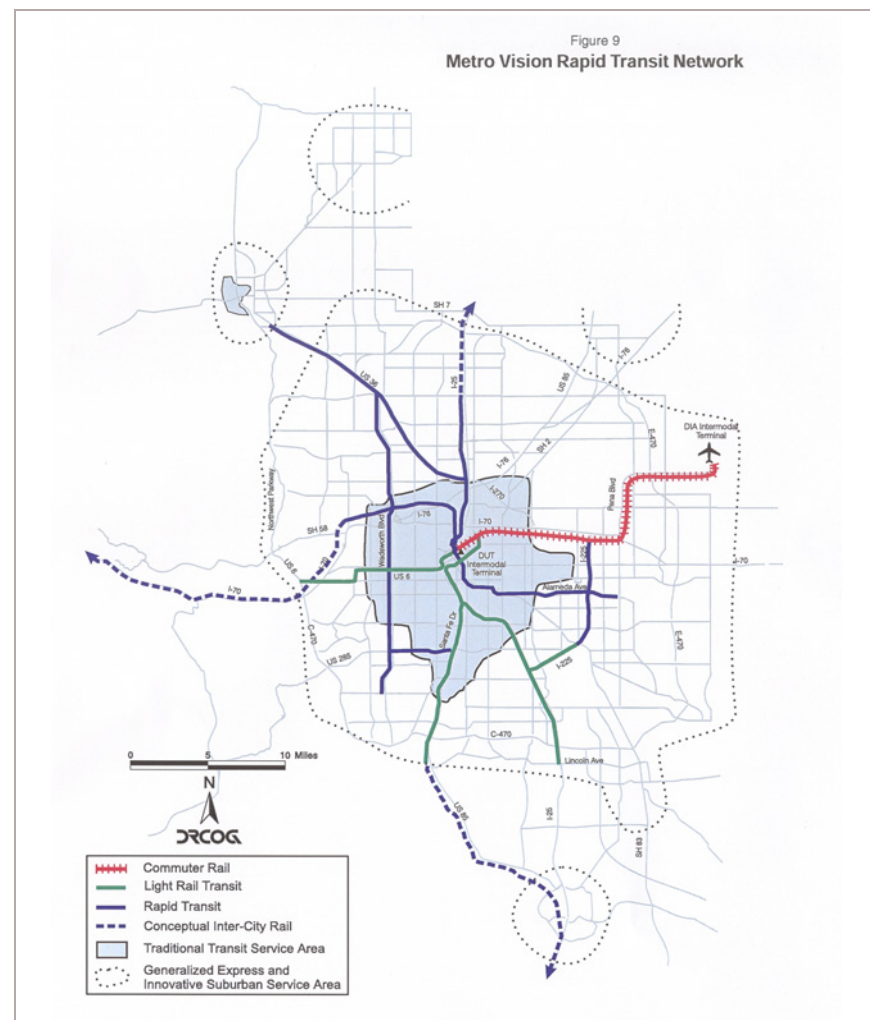 Figure 9
Metro Vision Rapid Transit Network
SH 7
I-25
US 36
US 85
I-76
E-470
DIA Intermodal
Terminal
SH 2
I-76
I-270
Pena Blvd
Northwest Parkway
SH 58
I-76
Wadsworth Blvd
I-70
I-70
DUT
Intermodal
Terminal
I-225
I-70
US 6
US 6
I-70
Alameda Ave
Santa Fe Dr
C-470
US 285
I-225
E-470
C-470
Lincoln Ave
0
5
10 Miles
N
DRCOG
US 85
I-25
SH 83
Commuter Rail
Light Rail Transit
Rapid Transit
Conceptual Inter-City Rail
Traditional Transit Service Area
Generalized Express and
Innovative Suburban Service Area